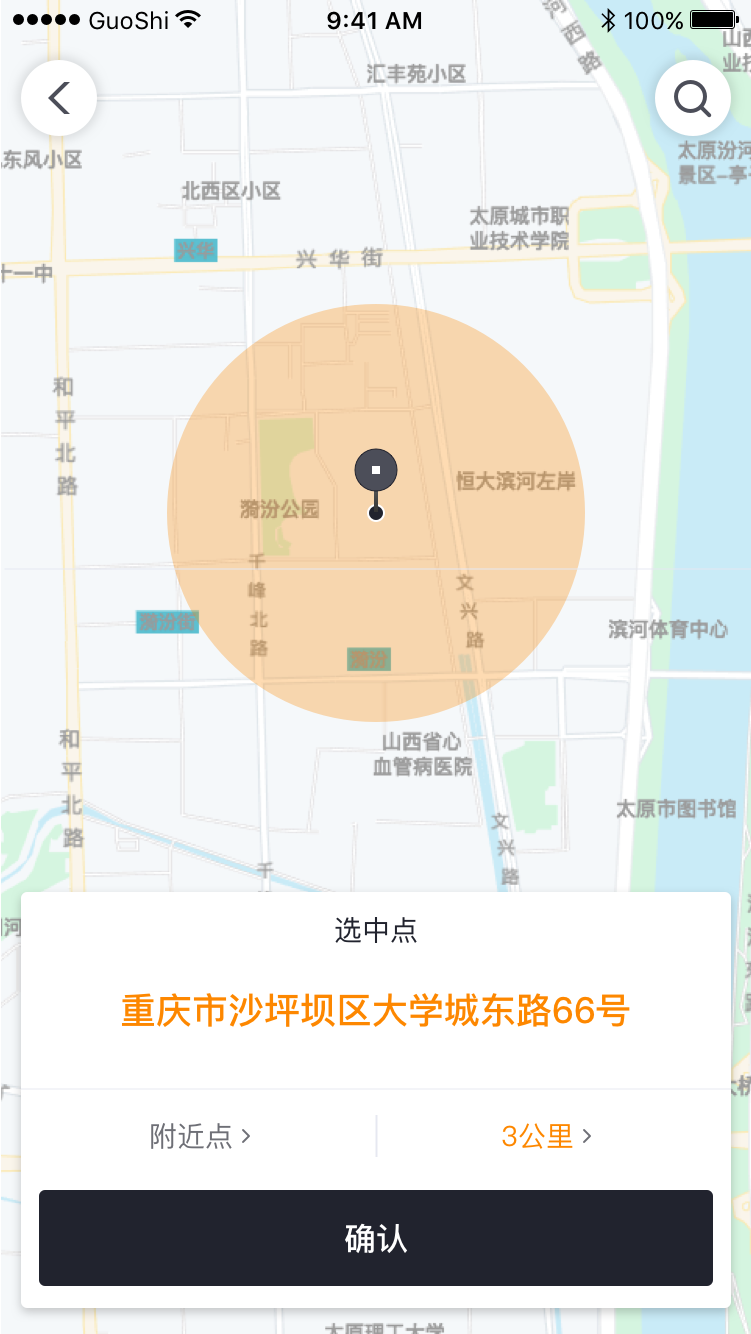 GuoShi 9:41 AM 100%
汇丰苑小区
东风小区
北西区小区
太原汾河
景区-亭
太原城市职
业技术学院
兴华
兴华街
十一中
和平北路
恒大滨河左岸
漪汾公园
千峰北路
文兴路
漪汾街
滨河体育中心
漪汾
和平北路
山西省心
血管病医院
太原市图书馆
文兴路
千
河
选中点
重庆市沙坪坝区大学城东路66号
附近点 >
3公里 >
确认
太原理工大学